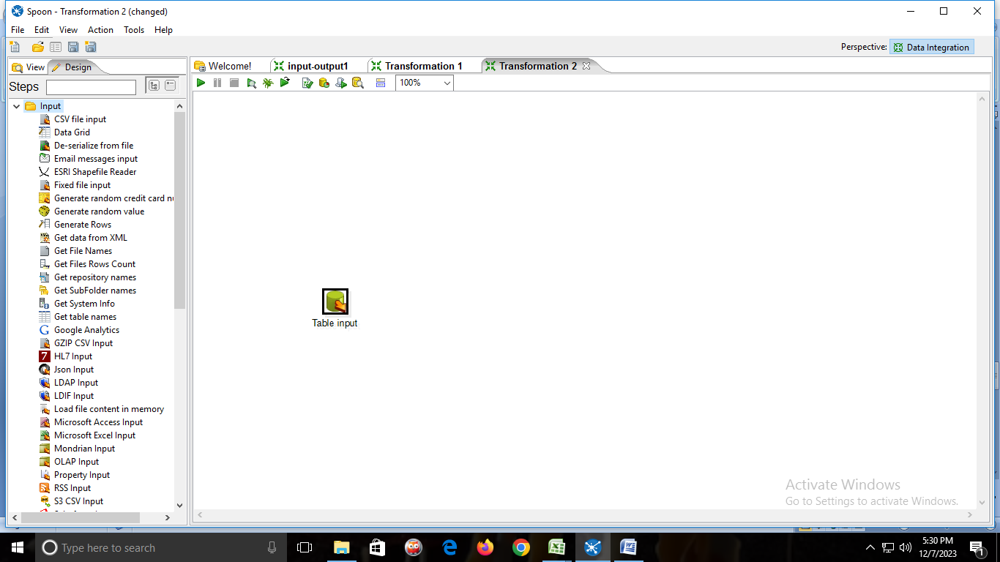 Spoon - Transformation 2 (changed)
File Edit View Action Tools Help
Perspective: Data Integration
View Design
Welcome! input-output1 Transformation 1 Transformation 2
Steps
100%
Input
CSV file input
Data Grid
De-serialize from file
Email messages input
ESRI Shapefile Reader
Fixed file input
Generate random credit card nu
Generate random value
Generate Rows
Get data from XML
Get File Names
Get Files Rows Count
Get repository names
Get SubFolder names
Get System Info
Get table names
Google Analytics
GZIP CSV Input
HL7 Input
Json Input
LDAP Input
LDIF Input
Load file content in memory
Microsoft Access Input
Microsoft Excel Input
Mondrian Input
OLAP Input
Property Input
RSS Input
S3 CSV Input
Table input
Activate Windows
Go to Settings to activate Windows.
Type here to search
5:30 PM
12/7/2023
1